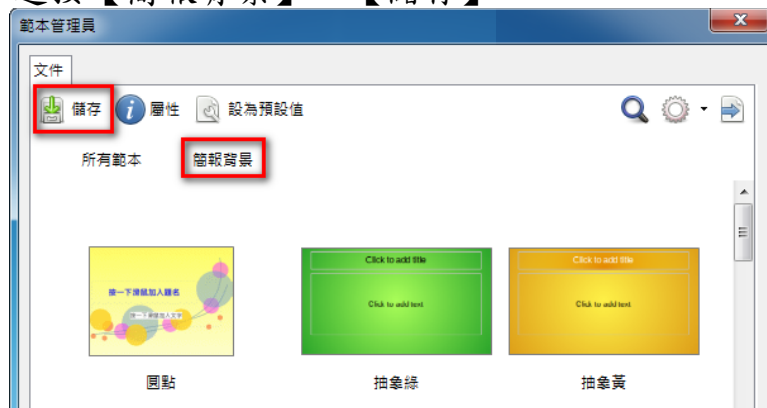 範本管理員
文件
儲存 屬性 設為預設值
所有範本 簡報背景
按一下滑鼠加入題名
按一下滑鼠加入文字
Click to add title
Click to add text
Click to add title
Click to add text
圓點 抽象綠 抽象黃